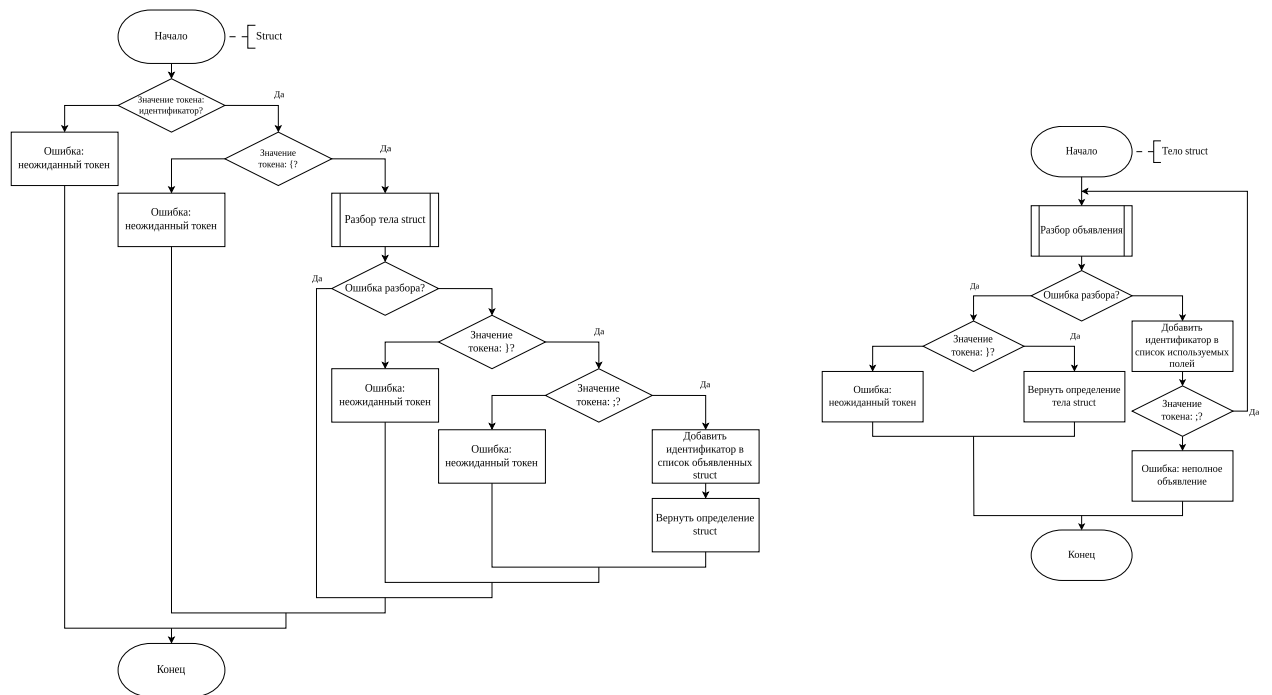 Начало
Struct
Значение токена:
идентификатор?
Да
Ошибка:
неожиданный токен
Значение
токена: {?
Да
Ошибка:
неожиданный токен
Разбор тела struct
Да
Ошибка разбора?
Значение
токена: }?
Да
Ошибка:
неожиданный токен
Значение
токена: ;?
Да
Ошибка:
неожиданный токен
Добавить
идентификатор в
список объявленных
struct
Вернуть определение
struct
Конец
Начало
Тело struct
Разбор объявления
Да
Ошибка разбора?
Значение
токена: }?
Да
Добавить
идентификатор в
список используемых
полей
Ошибка:
неожиданный токен
Вернуть определение
тела struct
Значение
токена: ;?
Да
Ошибка: неполное
объявление
Конец